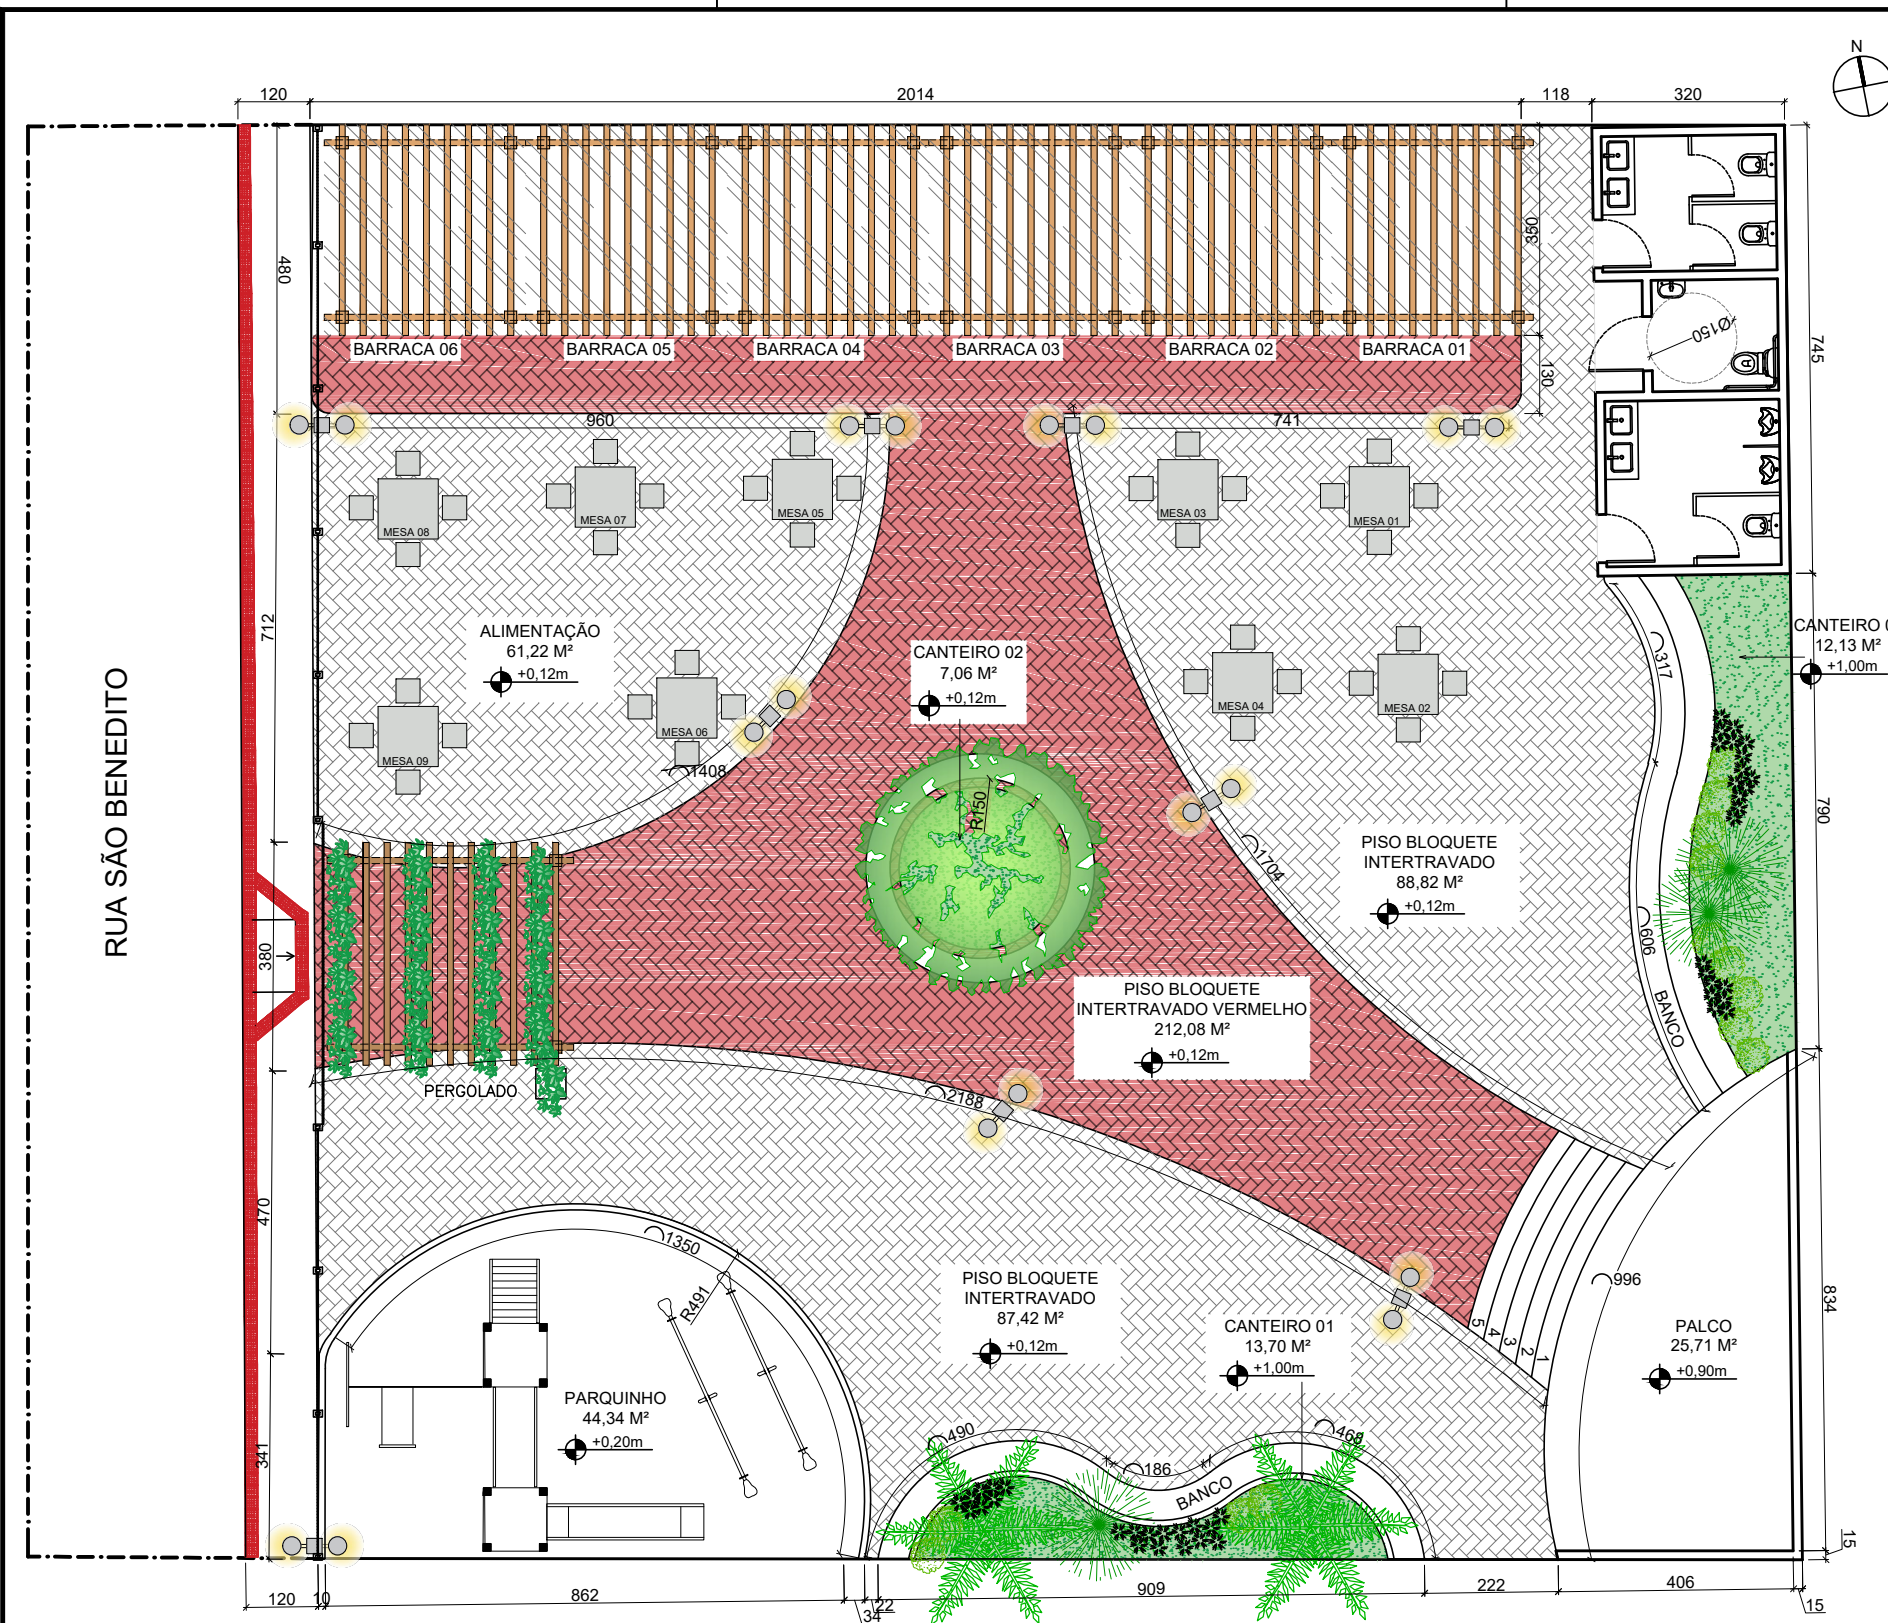 N
120
2014
118
320
480
350
BARRACA 06
BARRACA 05
BARRACA 04
BARRACA 03
BARRACA 02
BARRACA 01
130
Ø150
745
960
741
MESA 08
MESA 07
MESA 05
MESA 03
MESA 01
712
ALIMENTAÇÃO
61,22 M²
+0,12m
CANTEIRO 02
7,06 M²
+0,12m
317
CANTEIRO
12,13 M²
+1,00m
MESA 09
MESA 06
MESA 04
MESA 02
1408
R150
RUA SÃO BENEDITO
790
1704
PISO BLOQUETE
INTERTRAVADO
88,82 M²
+0,12m
606
BANCO
380
PISO BLOQUETE
INTERTRAVADO VERMELHO
212,08 M²
+0,12m
PERGOLADO
2188
470
1350
R491
PISO BLOQUETE
INTERTRAVADO
87,42 M²
+0,12m
996
834
CANTEIRO 01
13,70 M²
+1,00m
5
4
3
2
1
PALCO
25,71 M²
+0,90m
PARQUINHO
44,34 M²
+0,20m
341
490
186
468
BANCO
15
120
10
862
34
22
909
222
406
15